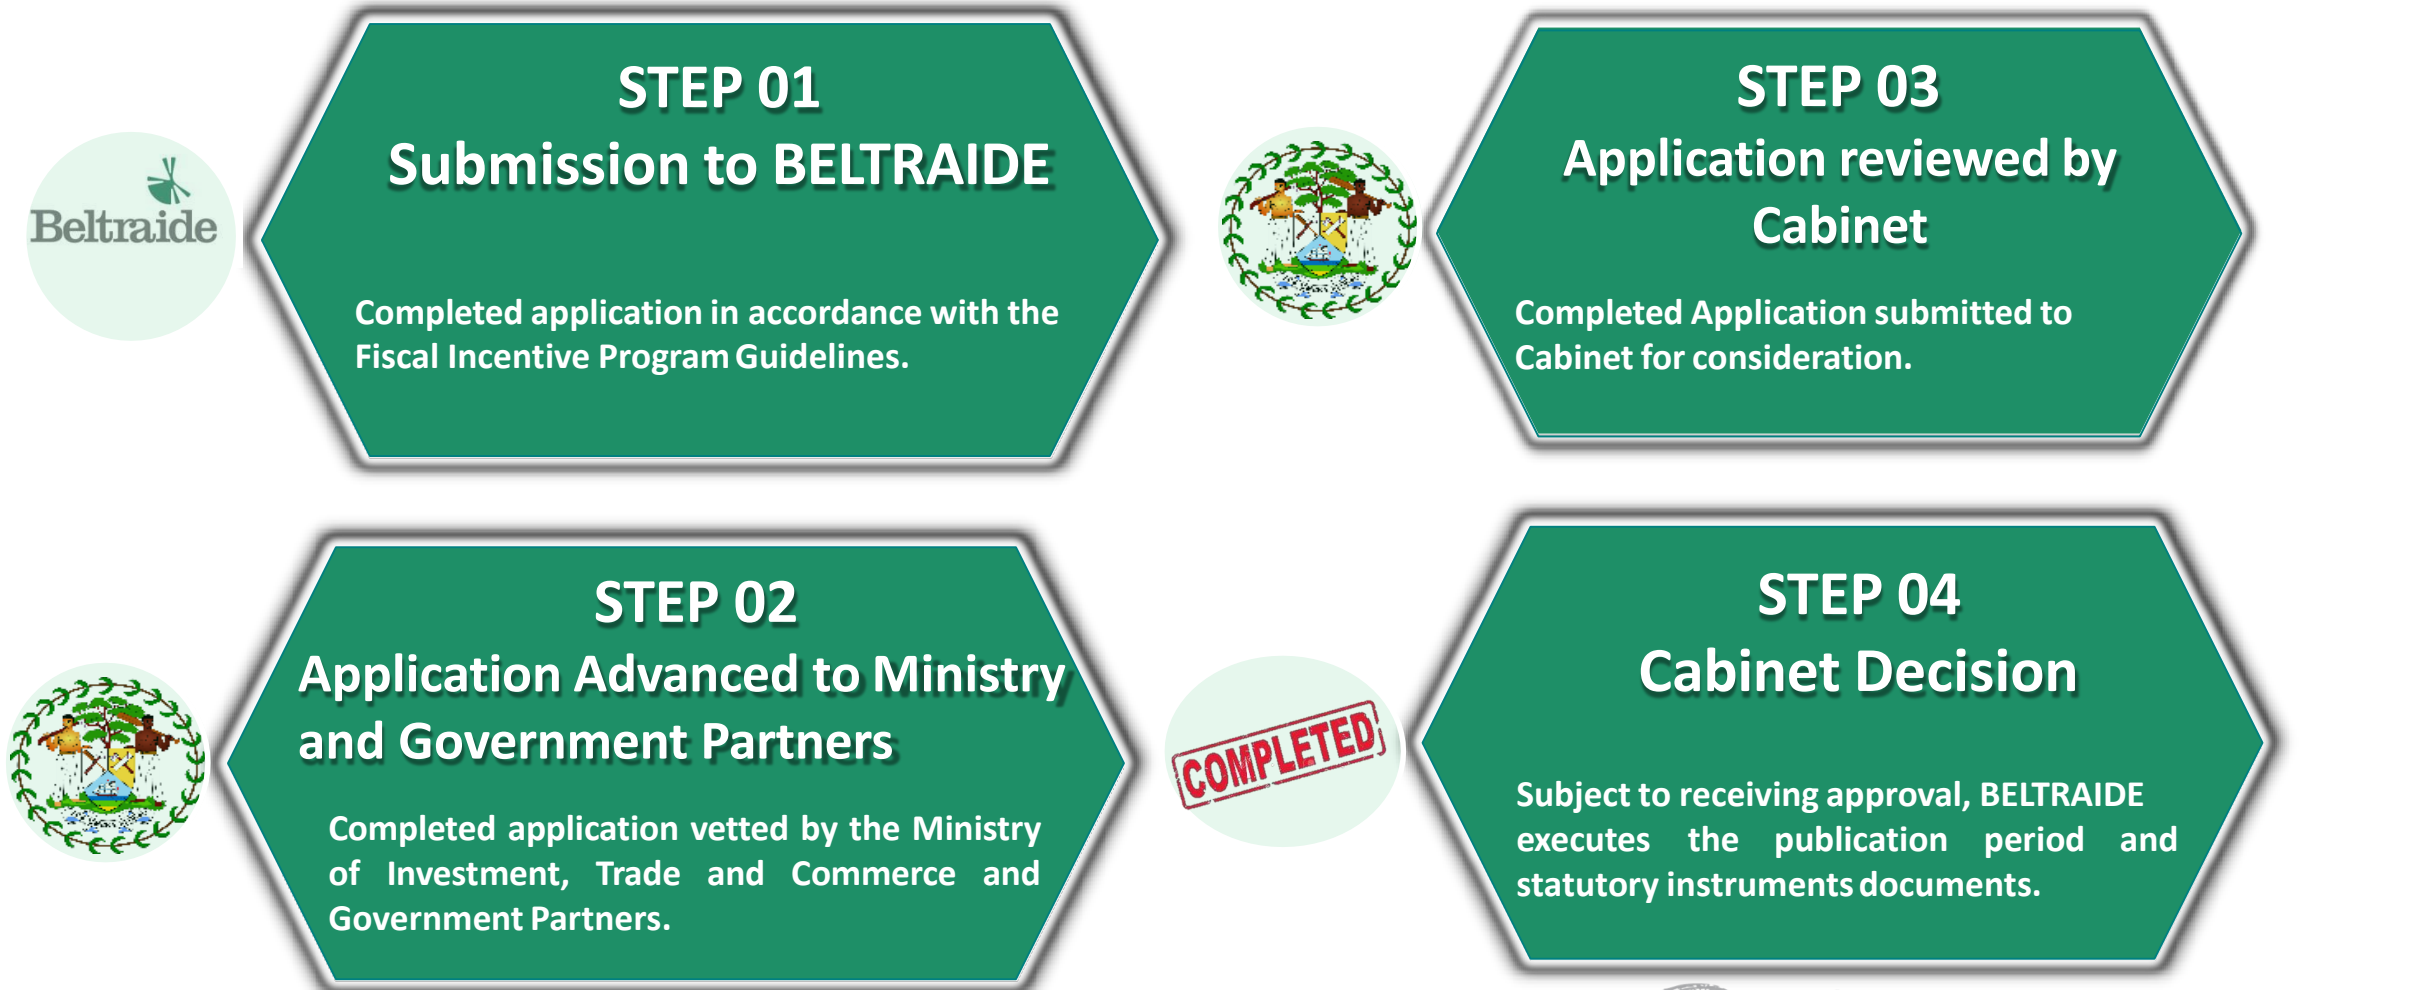 Beltraide
STEP 01
Submission to BELTRAIDE
Completed application in accordance with the
Fiscal Incentive Program Guidelines.
STEP 02
Application Advanced to Ministry
and Government Partners
Completed application vetted by the Ministry
of Investment, Trade and Commerce and
Government Partners.
STEP 03
Application reviewed by
Cabinet
Completed Application submitted to
Cabinet for consideration.
COMPLETED
STEP 04
Cabinet Decision
Subject to receiving approval, BELTRAIDE
executes the publication period and
statutory instruments documents.